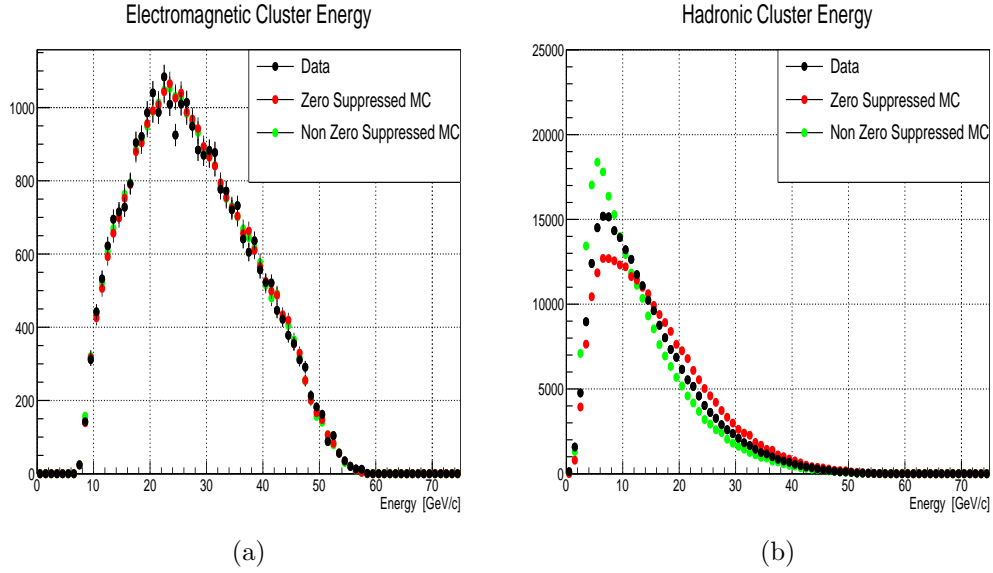 Electromagnetic Cluster Energy
1000
800
600
400
200
0
0 10 20 30 40 50 60 70
Energy [GeV/c]
Data
Zero Suppressed MC
Non Zero Suppressed MC
(a)
Hadronic Cluster Energy
25000
20000
15000
10000
5000
0
0 10 20 30 40 50 60 70
Energy [GeV/c]
Data
Zero Suppressed MC
Non Zero Suppressed MC
(b)